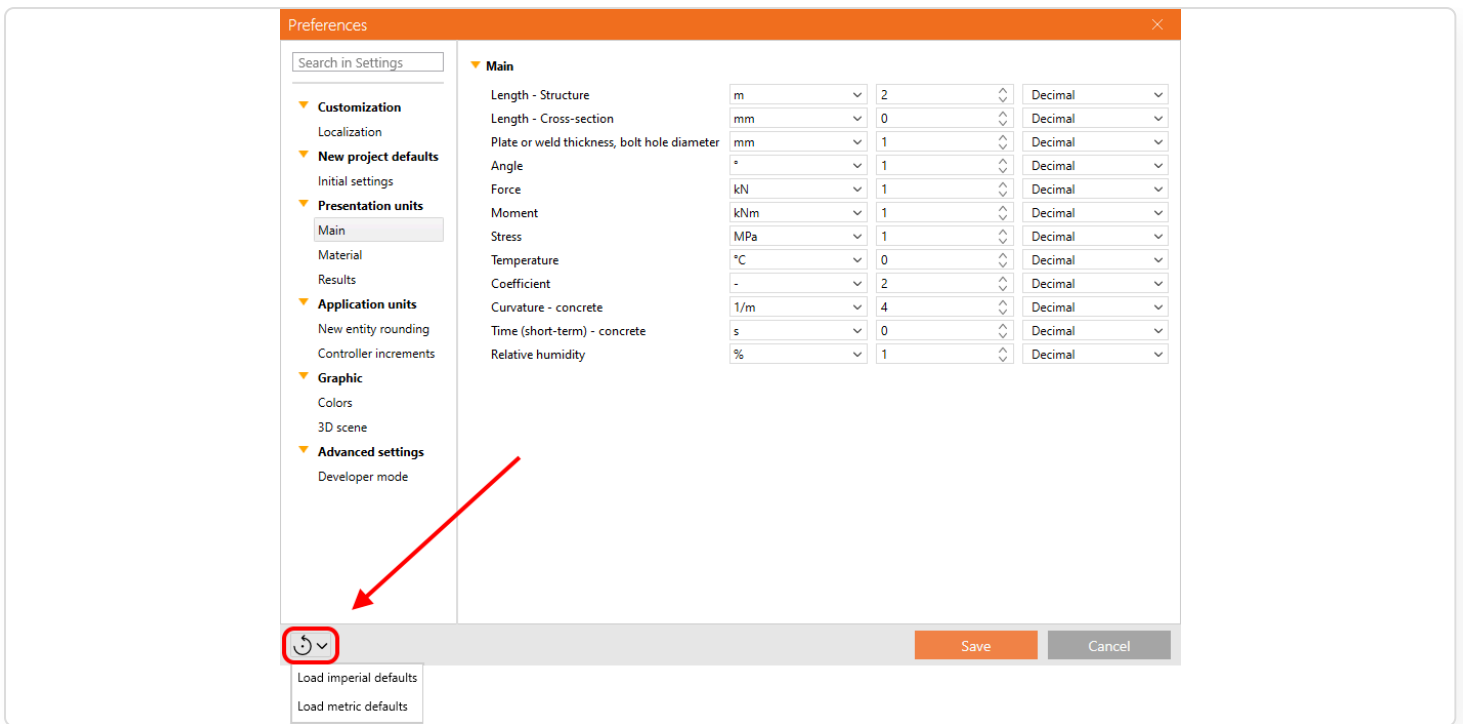 Preferences
Search in Settings
Customization
Localization
New project defaults
Initial settings
Presentation units
Main
Material
Results
Application units
New entity rounding
Controller increments
Graphic
Colors
3D scene
Advanced settings
Developer mode
Main
Length - Structure m 2 Decimal
Length - Cross-section mm 0 Decimal
Plate or weld thickness, bolt hole diameter mm 1 Decimal
Angle ° 1 Decimal
Force kN 1 Decimal
Moment kNm 1 Decimal
Stress MPa 1 Decimal
Temperature °C 0 Decimal
Coefficient - 2 Decimal
Curvature - concrete 1/m 4 Decimal
Time (short-term) - concrete s 0 Decimal
Relative humidity % 1 Decimal
Save Cancel
Load imperial defaults
Load metric defaults